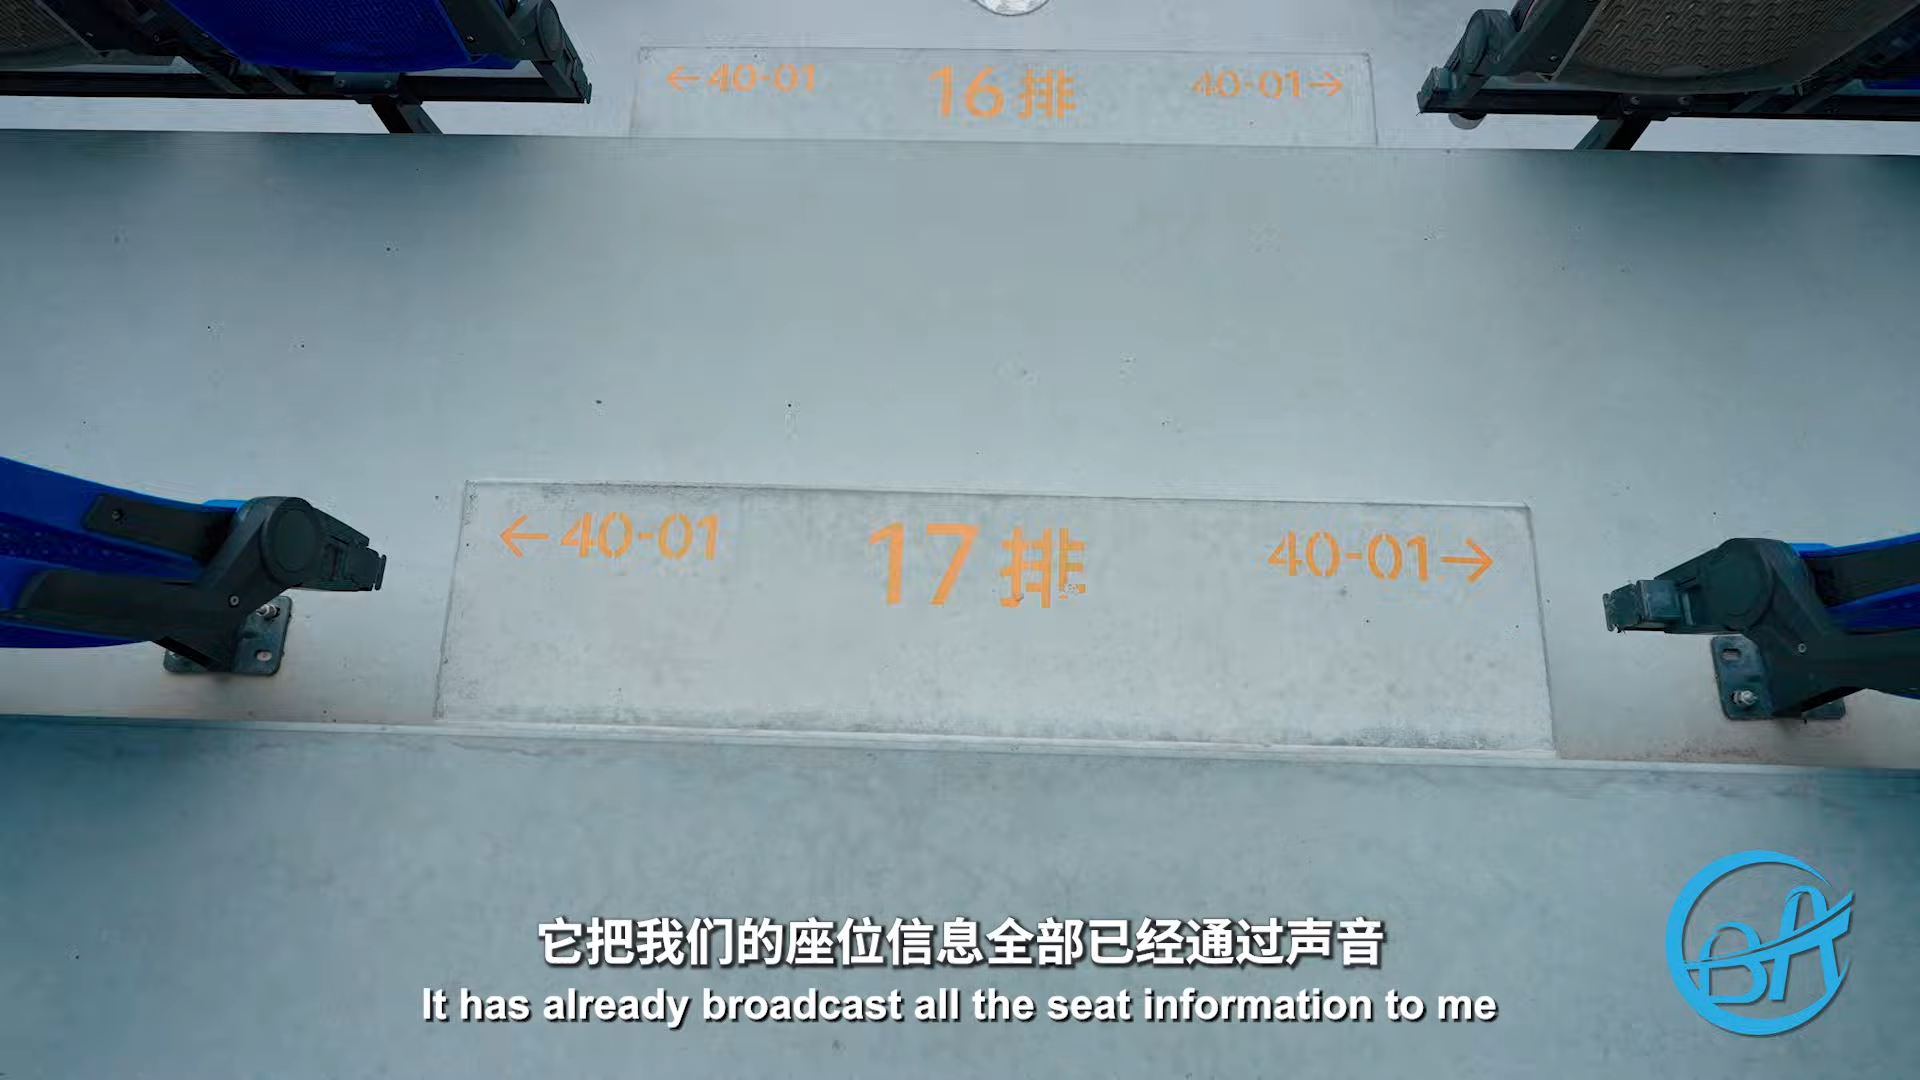 ←40-01 16排 40-01→
←40-01 17排 40-01→
它把我们的座位信息全部已经通过声音
It has already broadcast all the seat information to me
BA